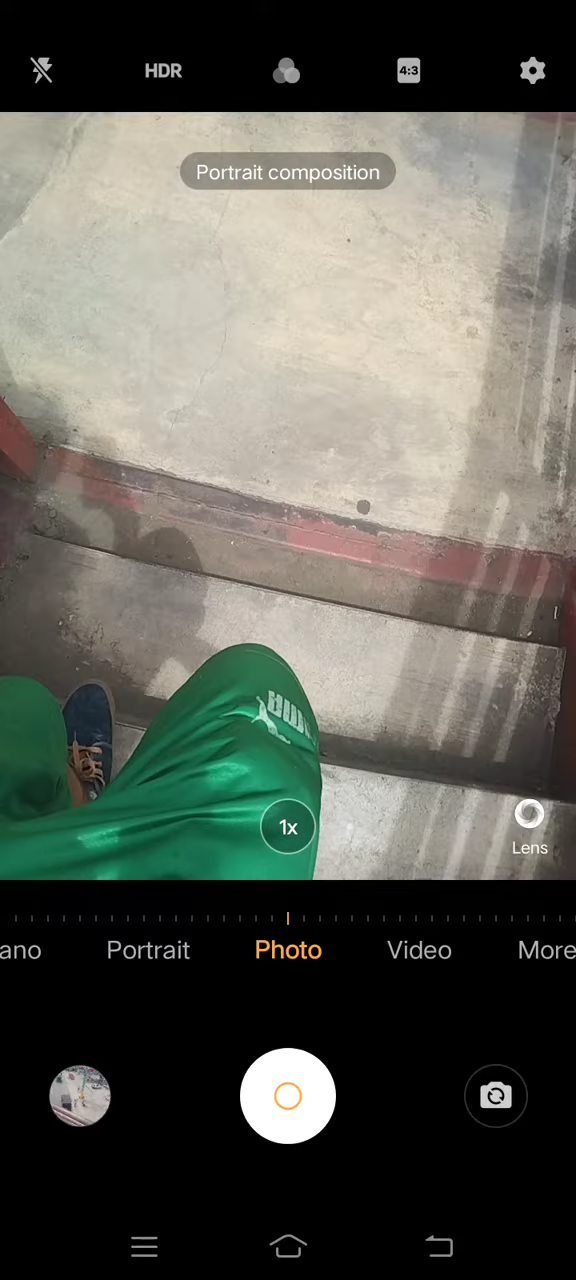 HDR
4:3
Portrait composition
1x
Lens
ano
Portrait
Photo
Video
More